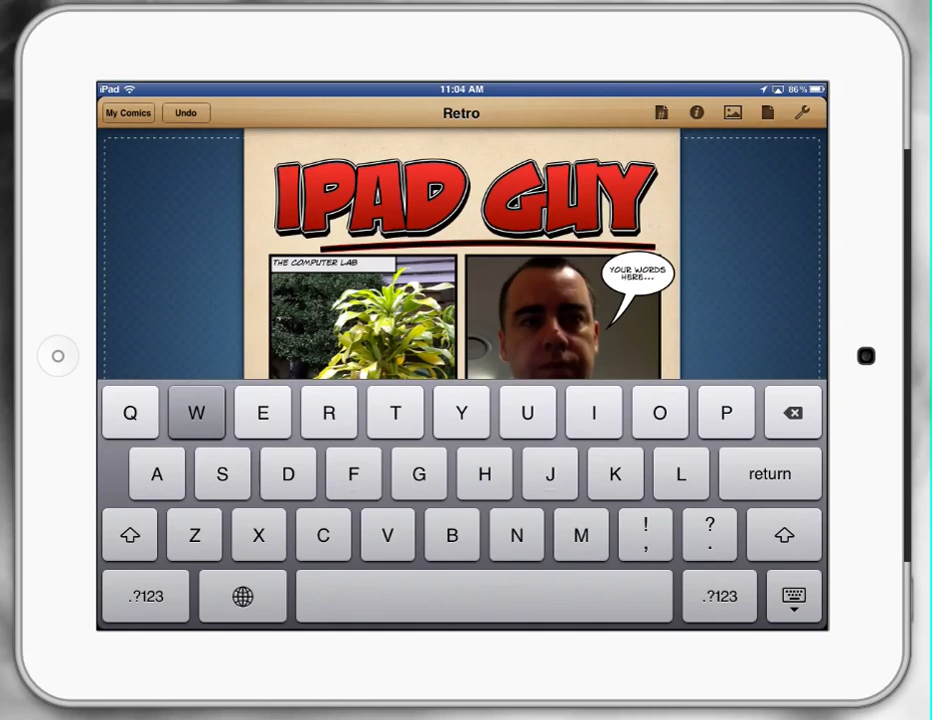 iPad 11:04 AM 86%
My Comics Undo Retro
IPAD GUY
THE COMPUTER LAB
YOUR WORDS
HERE...
Q W E R T Y U I O P
A S D F G H J K L return
Z X C V B N M ! , ? .
.?123 .?123